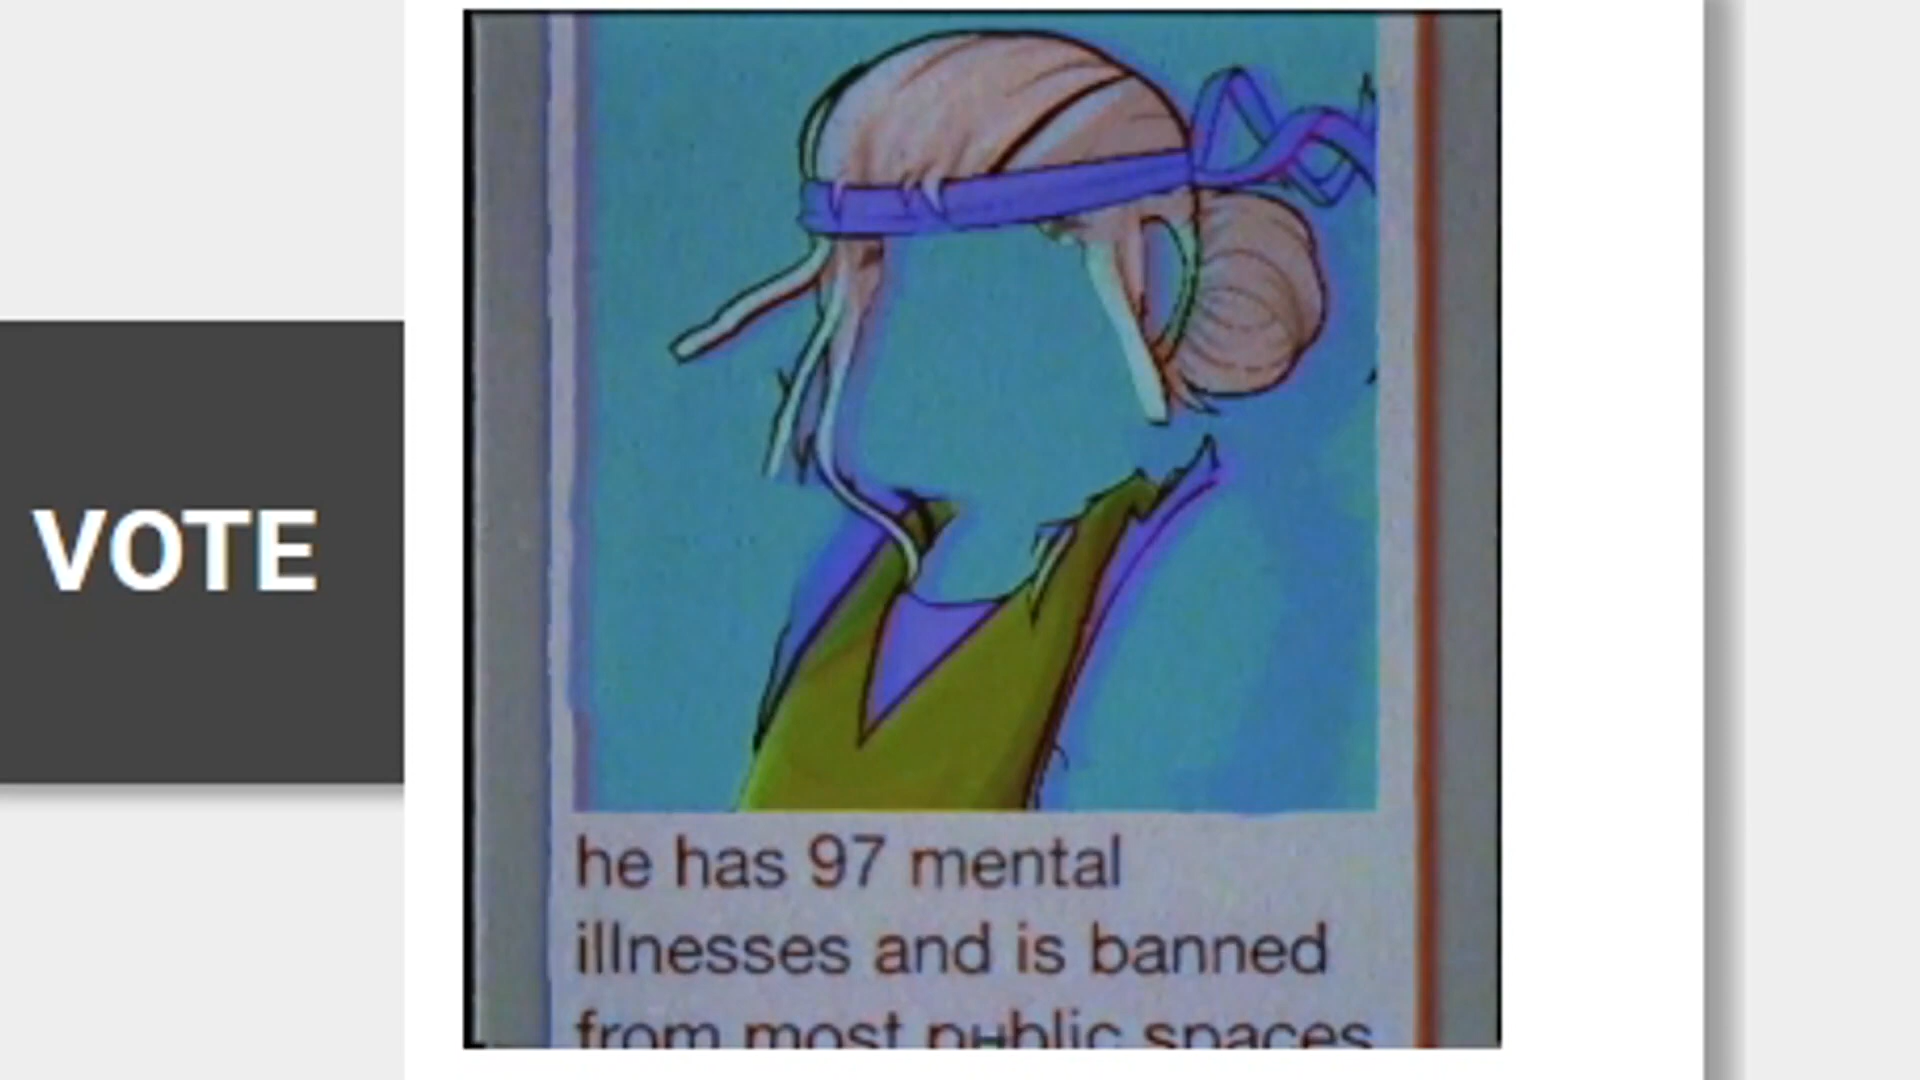 VOTE
he has 97 mental
illnesses and is banned
from most public spaces